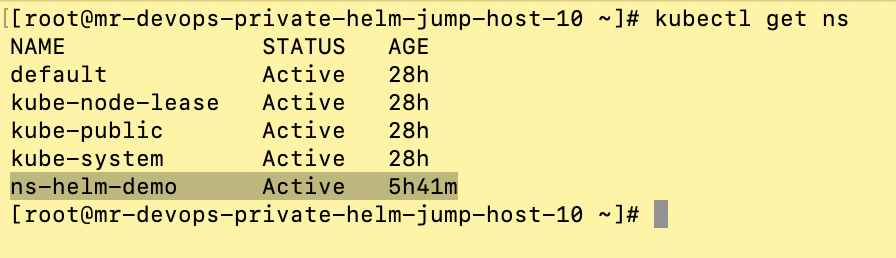 [[root@mr-devops-private-helm-jump-host-10 ~]# kubectl get ns
NAME              STATUS   AGE
default           Active   28h
kube-node-lease   Active   28h
kube-public       Active   28h
kube-system       Active   28h
ns-helm-demo      Active   5h41m
[root@mr-devops-private-helm-jump-host-10 ~]#